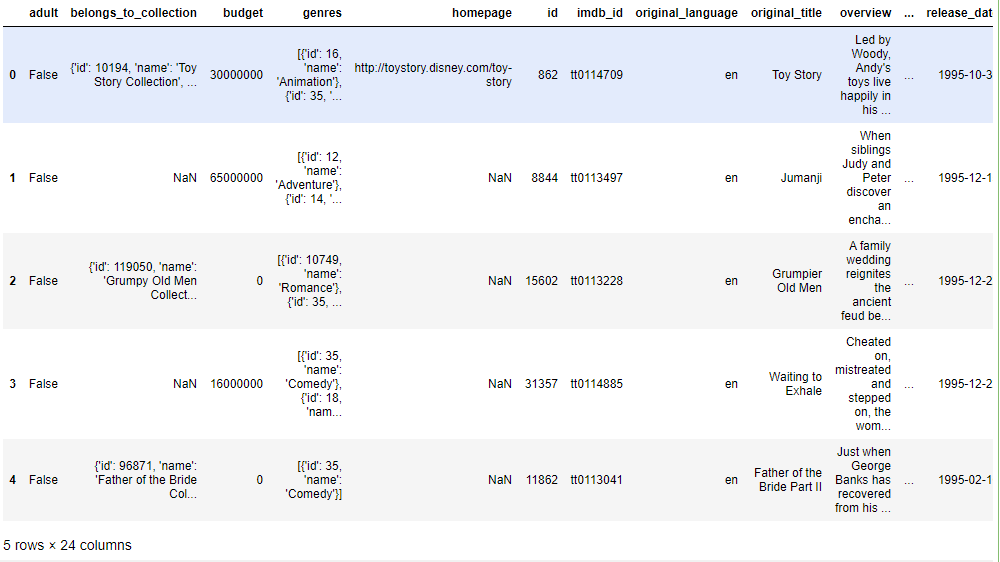 adult belongs_to_collection budget genres homepage id imdb_id original_language original_title overview ... release_dat
0 False {'id': 10194, 'name': 'Toy Story Collection', ... 30000000 [{'id': 16, 'name': 'Animation'}, {'id': 35, '... http://toystory.disney.com/toy-story 862 tt0114709 en Toy Story Led by Woody, Andy's toys live happily in his ... ... 1995-10-3
1 False NaN 65000000 [{'id': 12, 'name': 'Adventure'}, {'id': 14, '... NaN 8844 tt0113497 en Jumanji When siblings Judy and Peter discover an encha... ... 1995-12-1
2 False {'id': 119050, 'name': 'Grumpy Old Men Collect... 0 [{'id': 10749, 'name': 'Romance'}, {'id': 35, ... NaN 15602 tt0113228 en Grumpier Old Men A family wedding reignites the ancient feud be... ... 1995-12-2
3 False NaN 16000000 [{'id': 35, 'name': 'Comedy'}, {'id': 18, 'nam... NaN 31357 tt0114885 en Waiting to Exhale Cheated on, mistreated and stepped on, the wom... ... 1995-12-2
4 False {'id': 96871, 'name': 'Father of the Bride Col... 0 [{'id': 35, 'name': 'Comedy'}] NaN 11862 tt0113041 en Father of the Bride Part II Just when George Banks has recovered from his ... ... 1995-02-1
5 rows × 24 columns